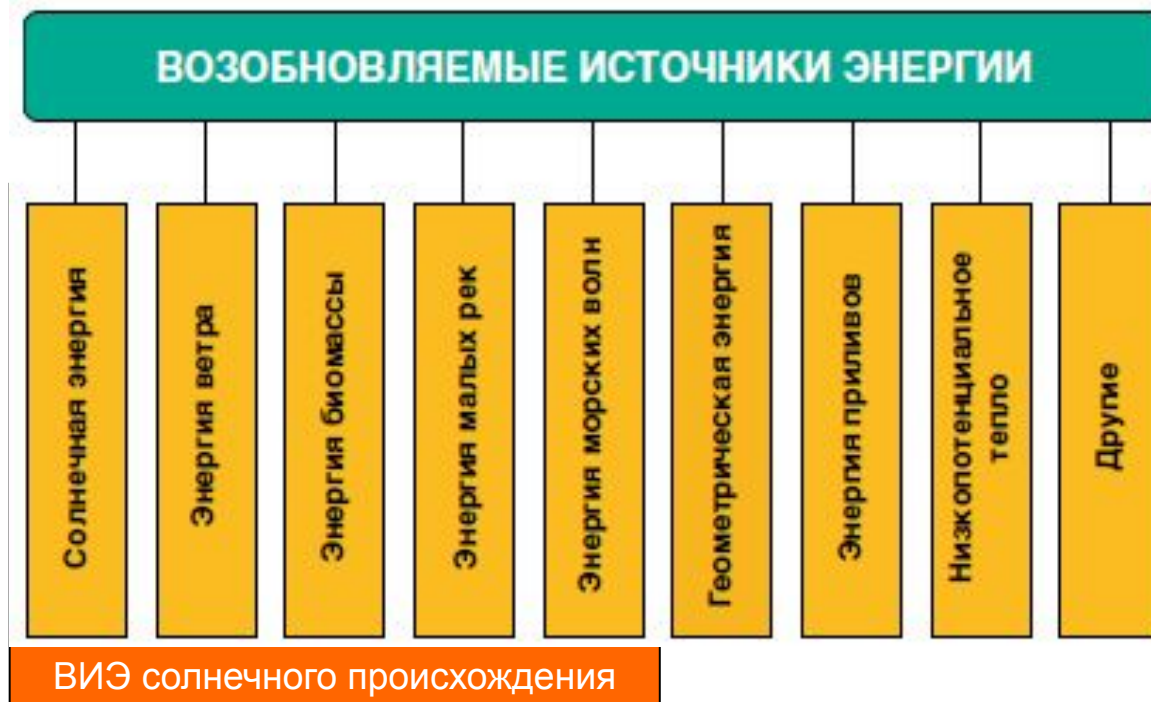 ВОЗОБНОВЛЯЕМЫЕ ИСТОЧНИКИ ЭНЕРГИИ
Солнечная энергия
Энергия ветра
Энергия биомассы
Энергия малых рек
Энергия морских волн
Геометрическая энергия
Энергия приливов
Низкопотенциальное
тепло
Другие
ВИЭ солнечного происхождения